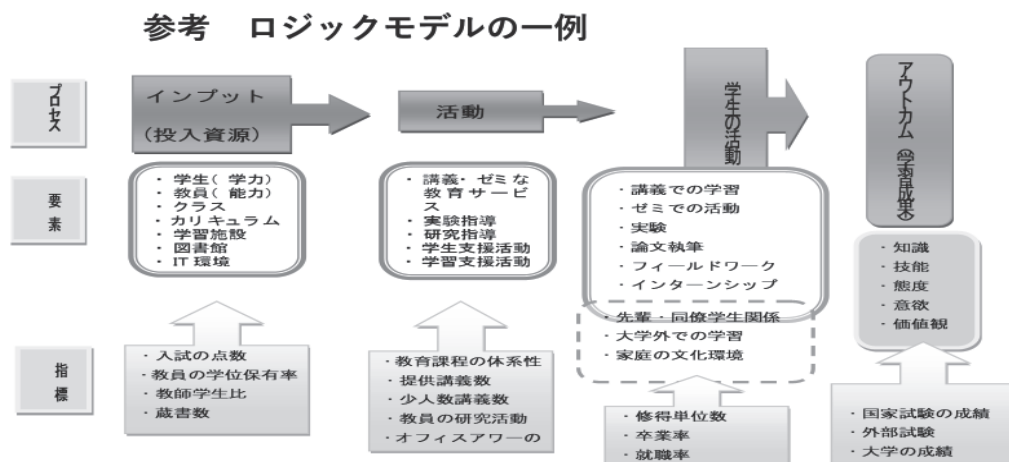 参考　ロジックモデルの一例
プロセス
インプット
(投入資源)
活動
学生の活動
アウトカム（学習成果）
要素
・学生( 学力)
・教員( 能力)
・クラス
・カリキュラム
・学習施設
・図書館
・IT 環境
・講義・ゼミな
教育サービ
ス
・実験指導
・研究指導
・学生支援活動
・学習支援活動
・講義での学習
・ゼミでの活動
・実験
・論文執筆
・フィールドワーク
・インターンシップ
・先輩・同僚学生関係
・大学外での学習
・家庭の文化環境
・知識
・技能
・態度
・意欲
・価値観
指標
・入試の点数
・教員の学位保有率
・教師学生比
・蔵書数
・教育課程の体系性
・提供講義数
・少人数講義数
・教員の研究活動
・オフィスアワーの
・修得単位数
・卒業率
・就職率
・国家試験の成績
・外部試験
・大学の成績